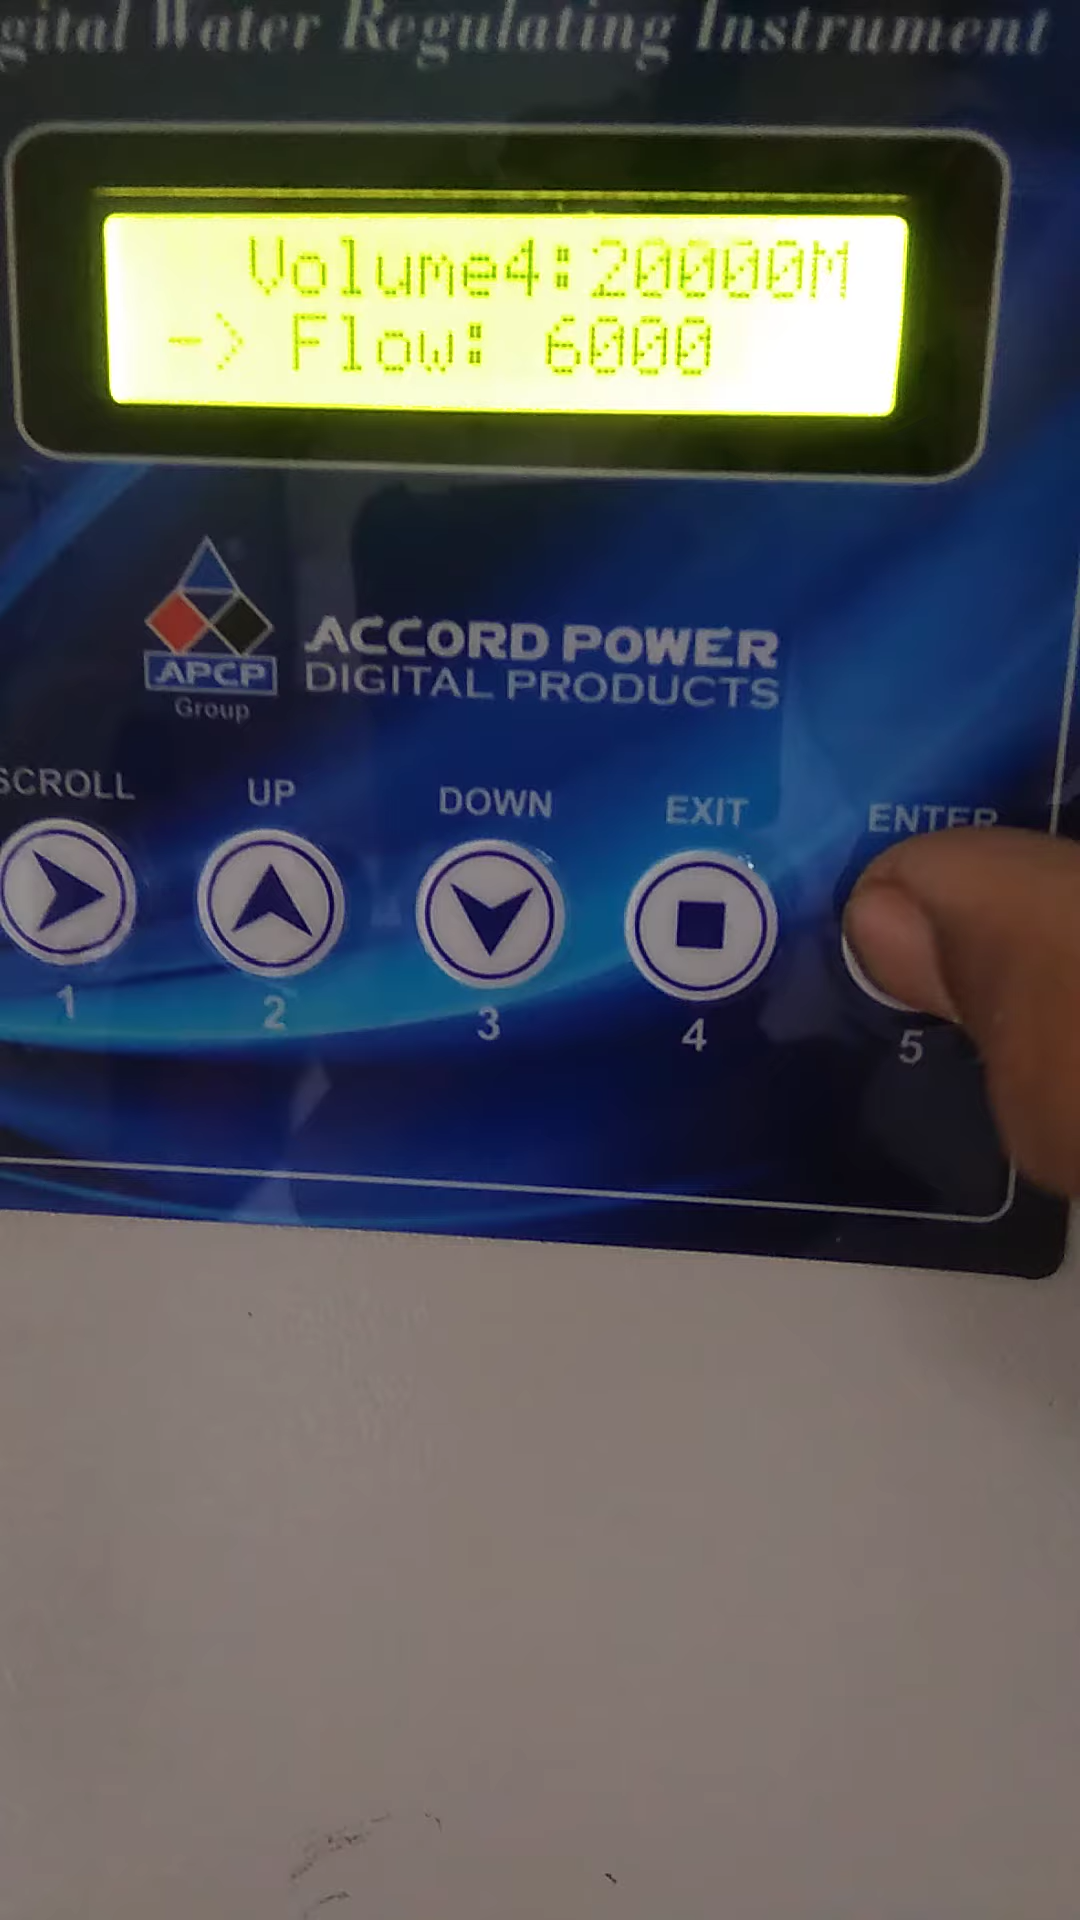 gital Water Regulating Instrument
Volume4:20000M
-> Flow: 6000
APCP
Group
ACCORD POWER
DIGITAL PRODUCTS
SCROLL UP DOWN EXIT ENTER
1 2 3 4 5